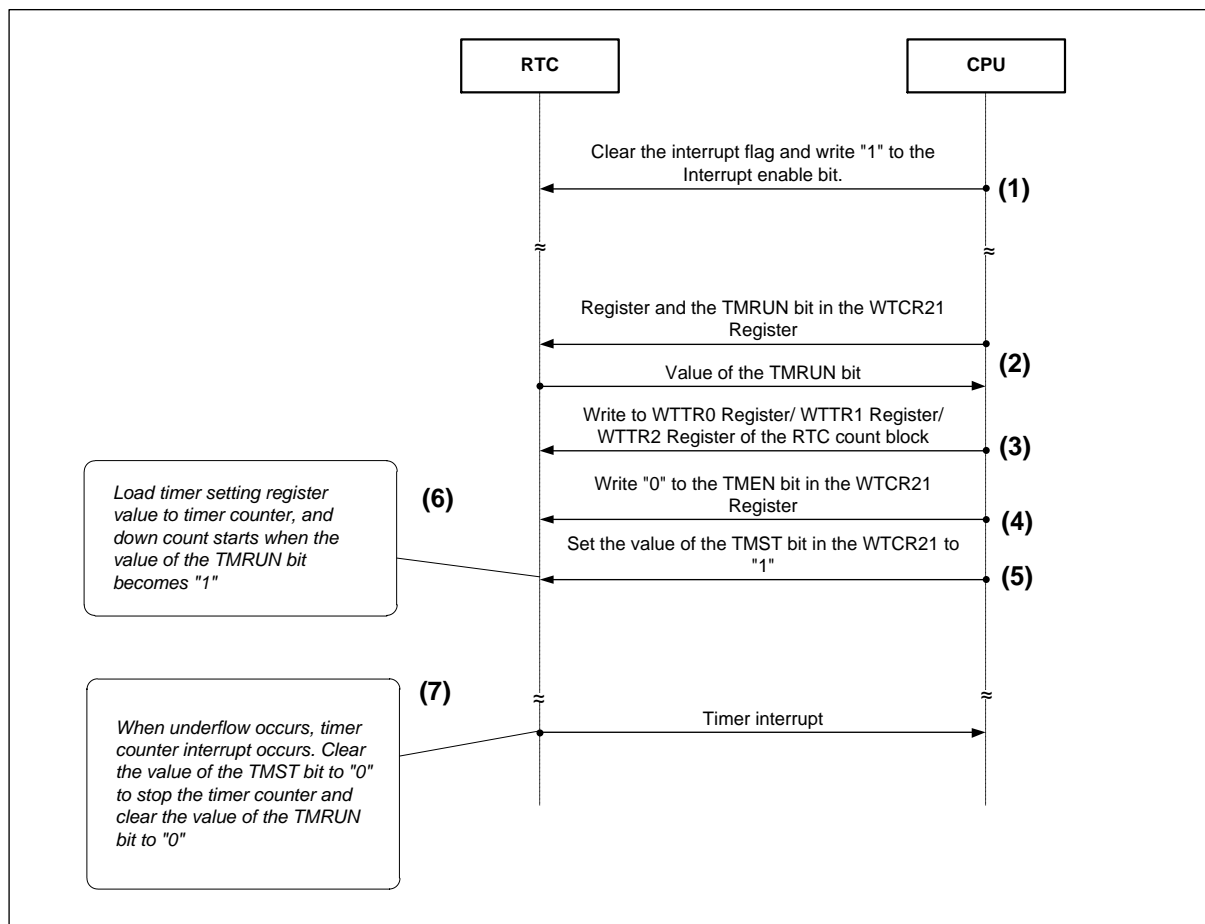 RTC
CPU
Clear the interrupt flag and write "1" to the
Interrupt enable bit.
(1)
≈
≈
Register and the TMRUN bit in the WTCR21
Register
(2)
Value of the TMRUN bit
Write to WTTR0 Register/ WTTR1 Register/
WTTR2 Register of the RTC count block
(3)
Write "0" to the TMEN bit in the WTCR21
Register
(4)
Set the value of the TMST bit in the WTCR21 to
"1"
(5)
(6)
Load timer setting register
value to timer counter, and
down count starts when the
value of the TMRUN bit
becomes "1"
(7)
≈
≈
Timer interrupt
When underflow occurs, timer
counter interrupt occurs. Clear
the value of the TMST bit to "0"
to stop the timer counter and
clear the value of the TMRUN
bit to "0"